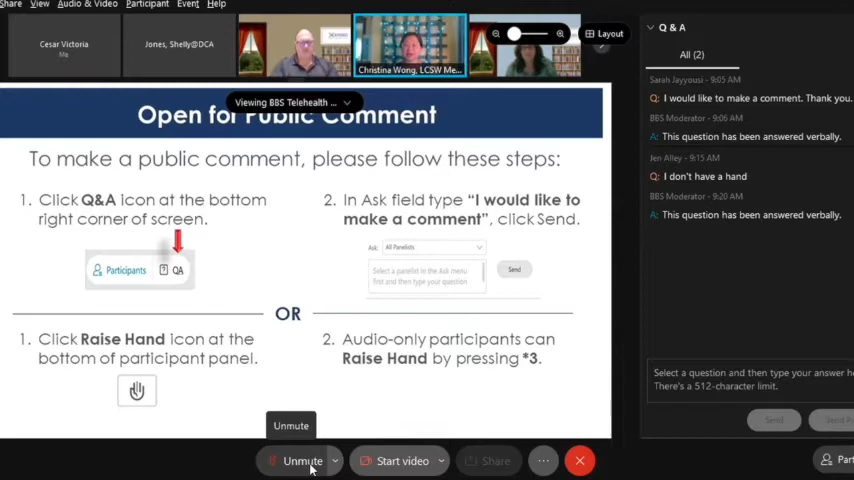 Share View Audio & Video Participant Event Help
Cesar Victoria
Me
Jones, Shelly@DCA
Christina Wong, LCSW Me...
Layout
Viewing BBS Telehealth ...
Open for Public Comment
To make a public comment, please follow these steps:
1. Click Q&A icon at the bottom
right corner of screen.
Participants
QA
2. In Ask field type “I would like to
make a comment”, click Send.
Ask: All Panelists
Select a panelist in the Ask menu
first and then type your question
Send
OR
1. Click Raise Hand icon at the
bottom of participant panel.
2. Audio-only participants can
Raise Hand by pressing *3.
Unmute
Unmute
Start video
Share
Q & A
All (2)
Sarah Jayyousi - 9:05 AM
Q: I would like to make a comment. Thank you.
BBS Moderator - 9:06 AM
A: This question has been answered verbally.
Jen Alley - 9:15 AM
Q: I don't have a hand
BBS Moderator - 9:20 AM
A: This question has been answered verbally.
Select a question and then type your answer he
There's a 512-character limit.
Send
Send
Part